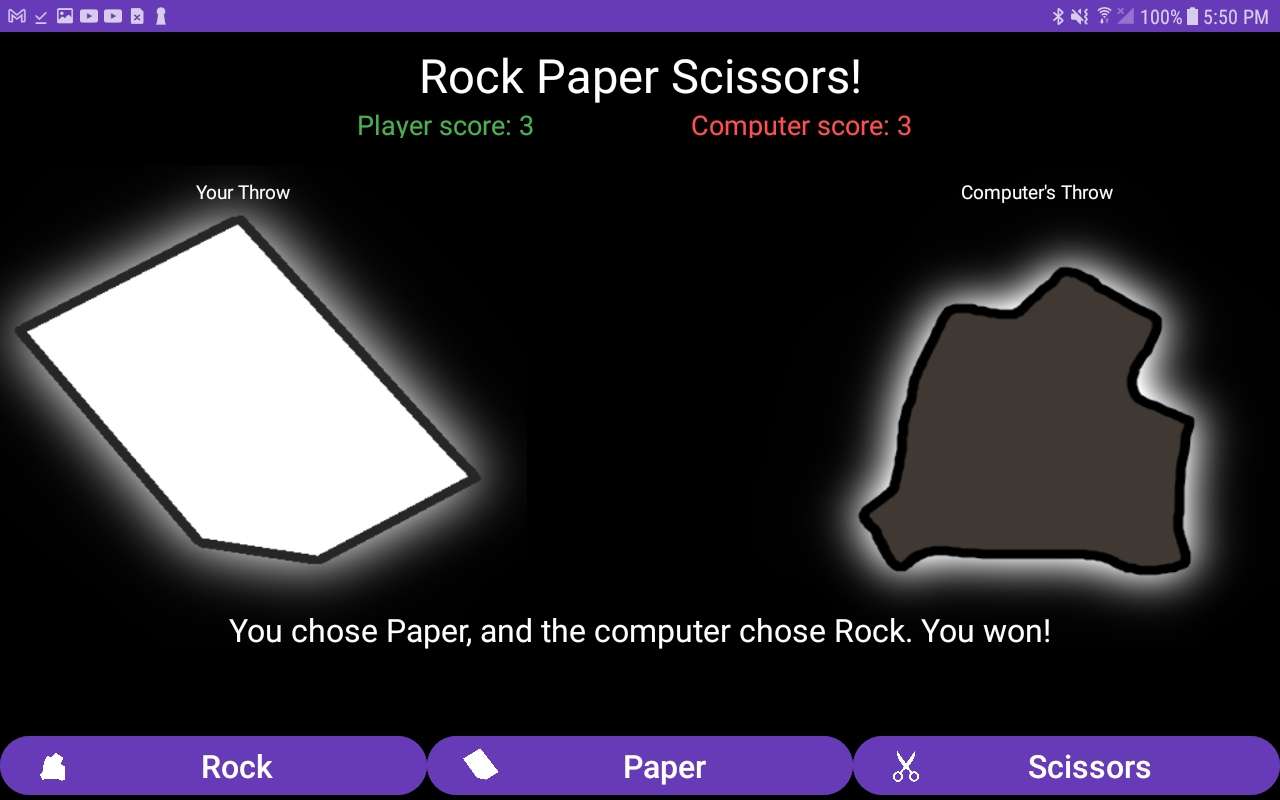 100% 5:50 PM
Rock Paper Scissors!
Player score: 3 Computer score: 3
Your Throw Computer's Throw
You chose Paper, and the computer chose Rock. You won!
Rock Paper Scissors